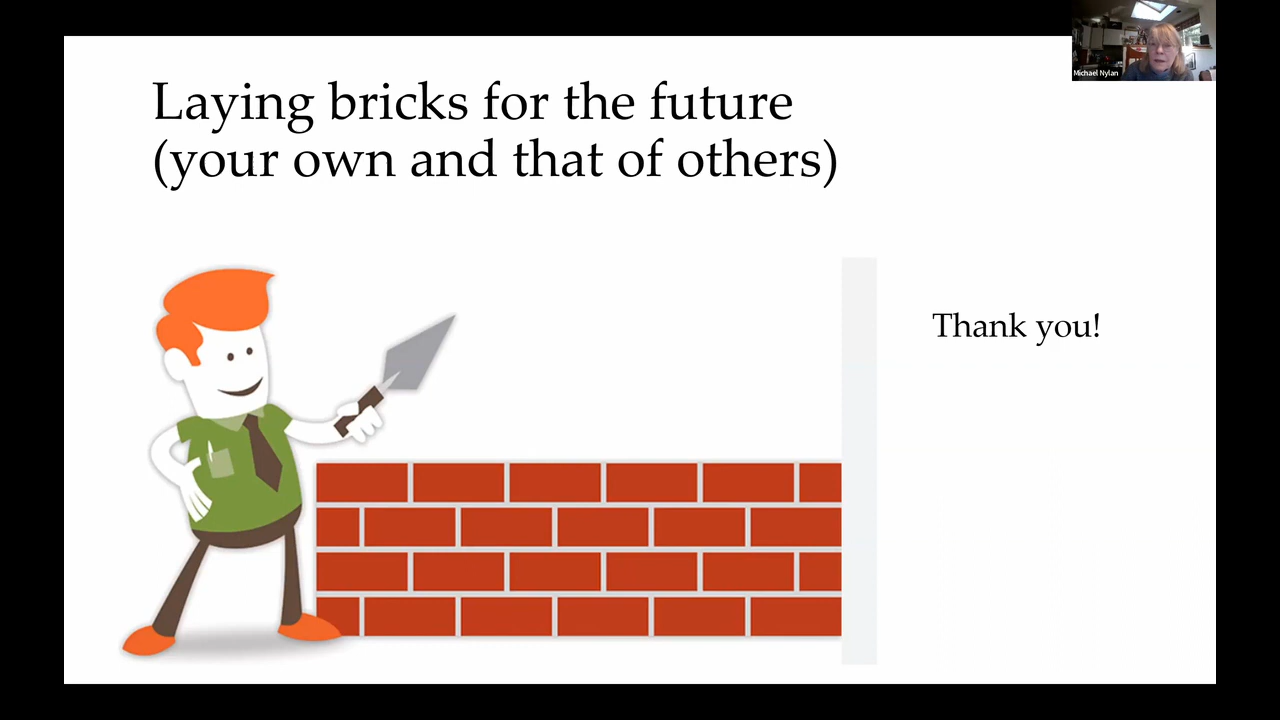 Laying bricks for the future
(your own and that of others)
Thank you!
Michael Nylan